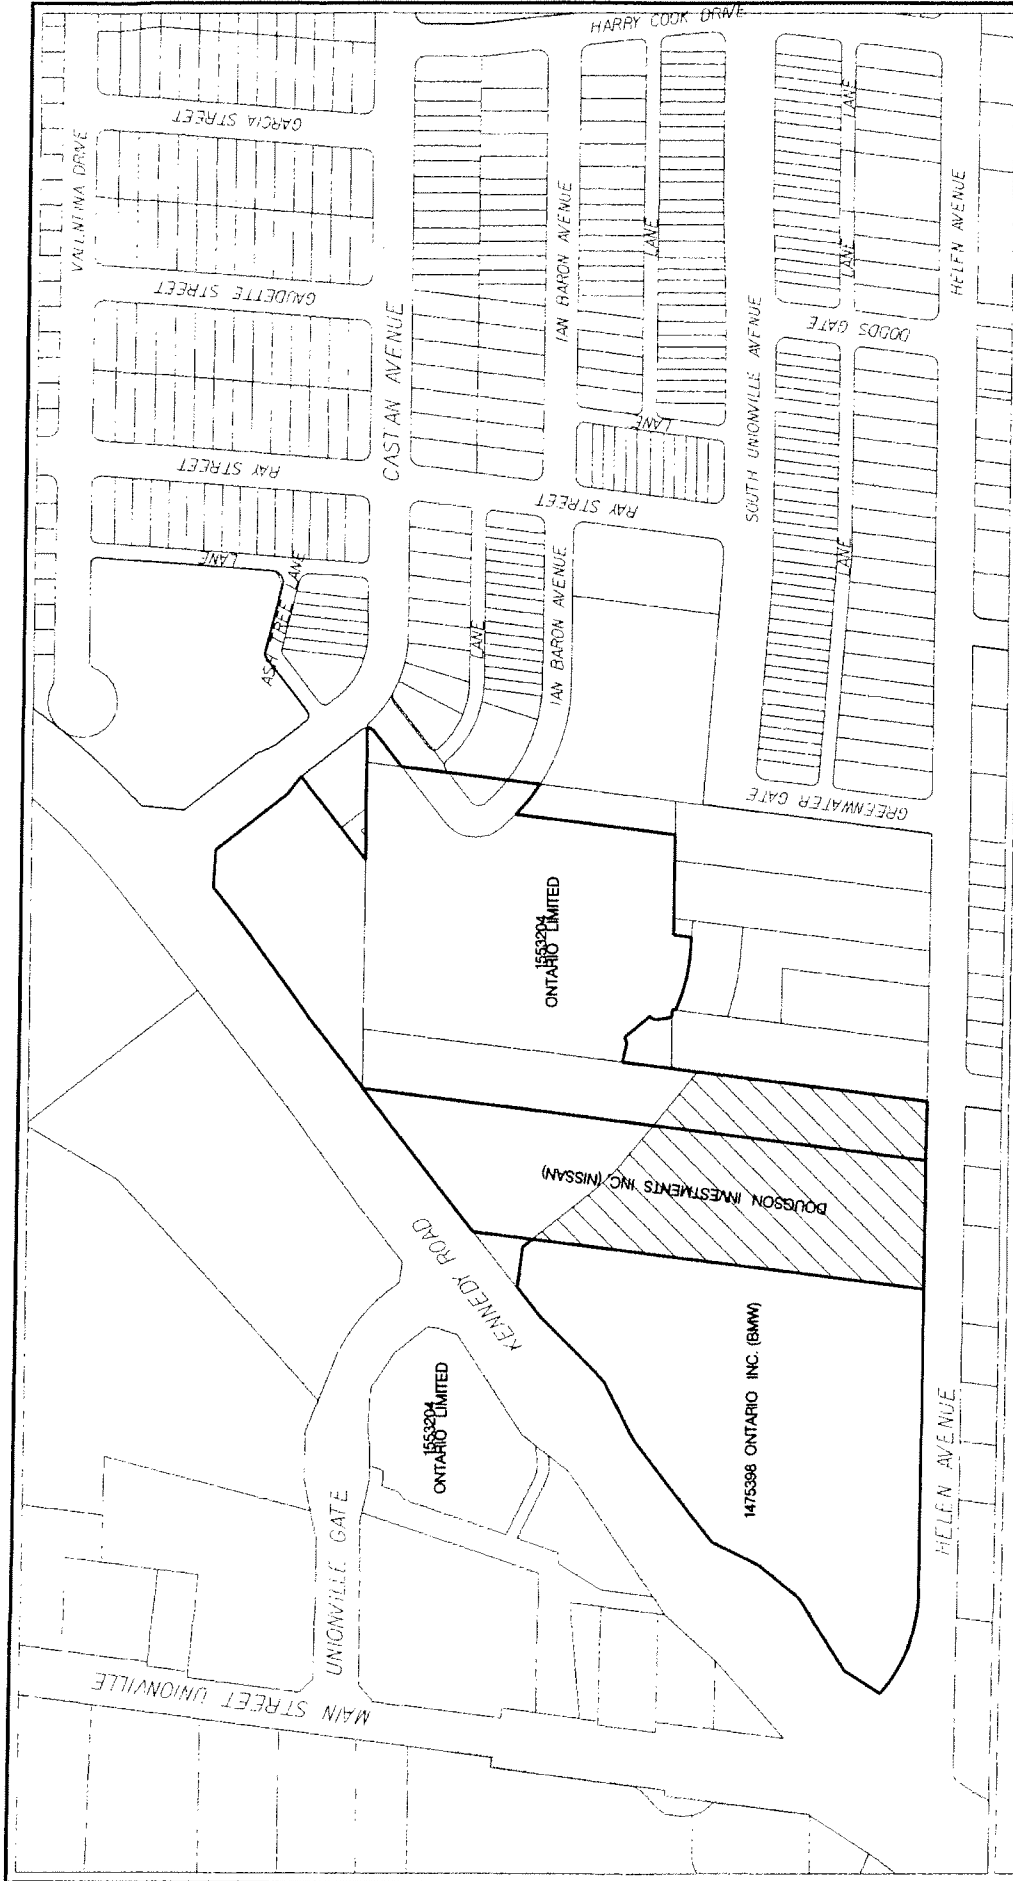 HARRY COOK DRIVE
GARCIA STREET
VALENTINA DRIVE
LANE
LANE
HELEN AVENUE
IAN BARON AVENUE
LANE
GAUDETTE STREET
CASTAN AVENUE
SOUTH UNIONVILLE AVENUE
DODDS GATE
LANE
RAY STREET
RAY STREET
LANE
LANE
ASH TREE LANE
IAN BARON AVENUE
LANE
GREENWATER GATE
1553204
ONTARIO LIMITED
DOUGSON INVESTMENTS INC. (NISSAN)
KENNEDY ROAD
1553204
ONTARIO LIMITED
1475398 ONTARIO INC. (BMW)
HELEN AVENUE
UNIONVILLE GATE
MAIN STREET UNIONVILLE